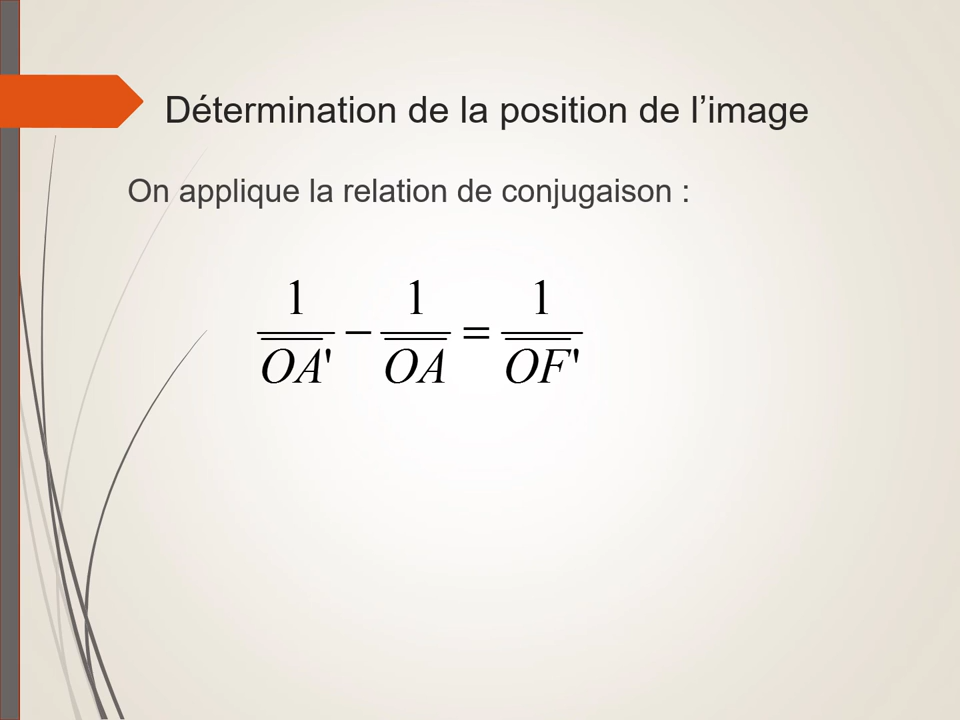 Détermination de la position de l’image
On applique la relation de conjugaison :
1/OA' − 1/OA = 1/OF'